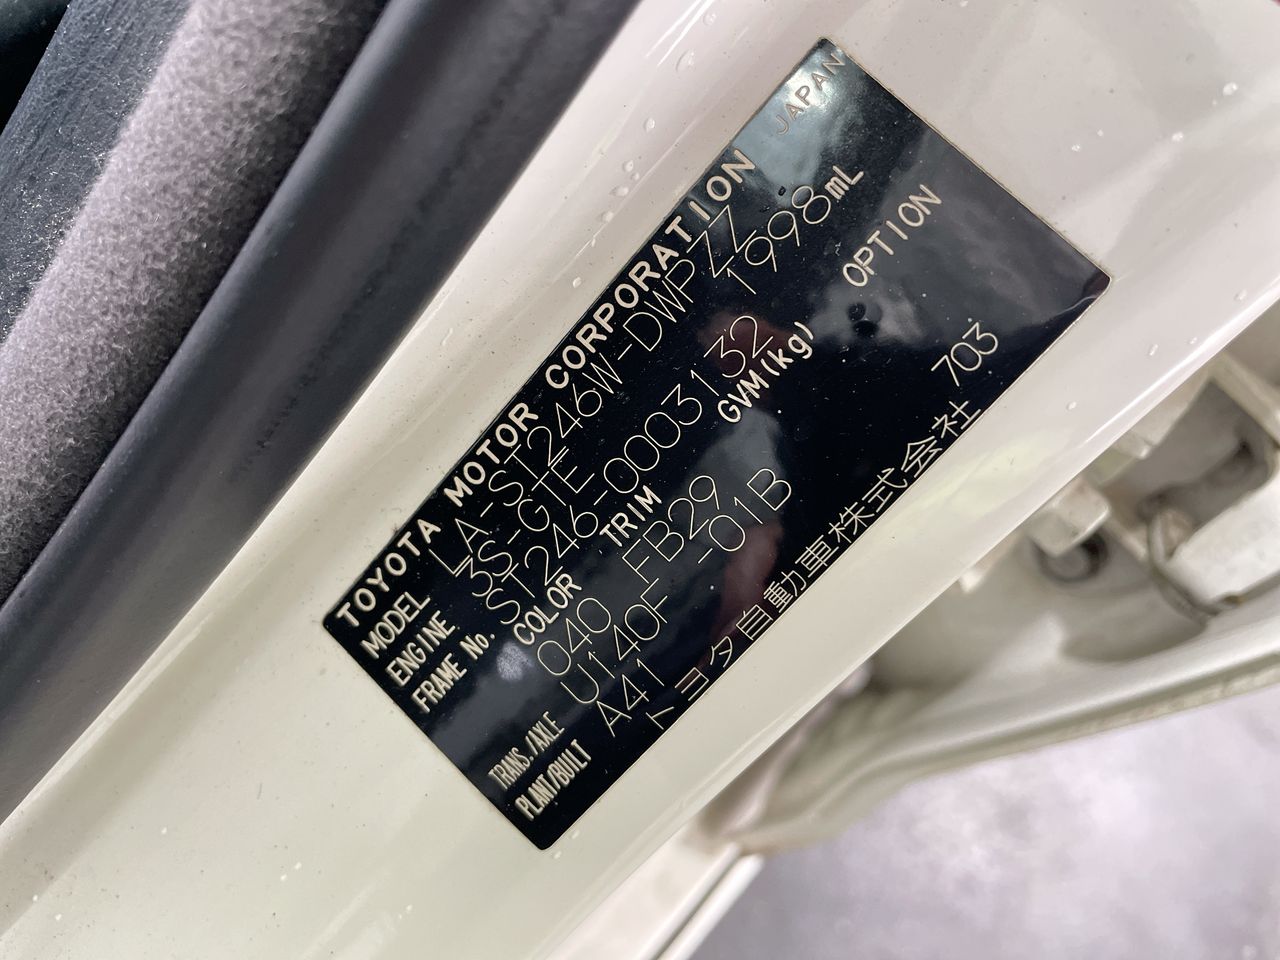 TOYOTA MOTOR CORPORATION JAPAN
MODEL LA-ST246W-DWPZZ
ENGINE 3S-GTE 1998mL
FRAME No. ST246-0003132
COLOR TRIM GVM(kg) OPTION
040 FB29
TRANS./AXLE U140F -01B
PLANT/BUILT A41
トヨタ自動車株式会社 703